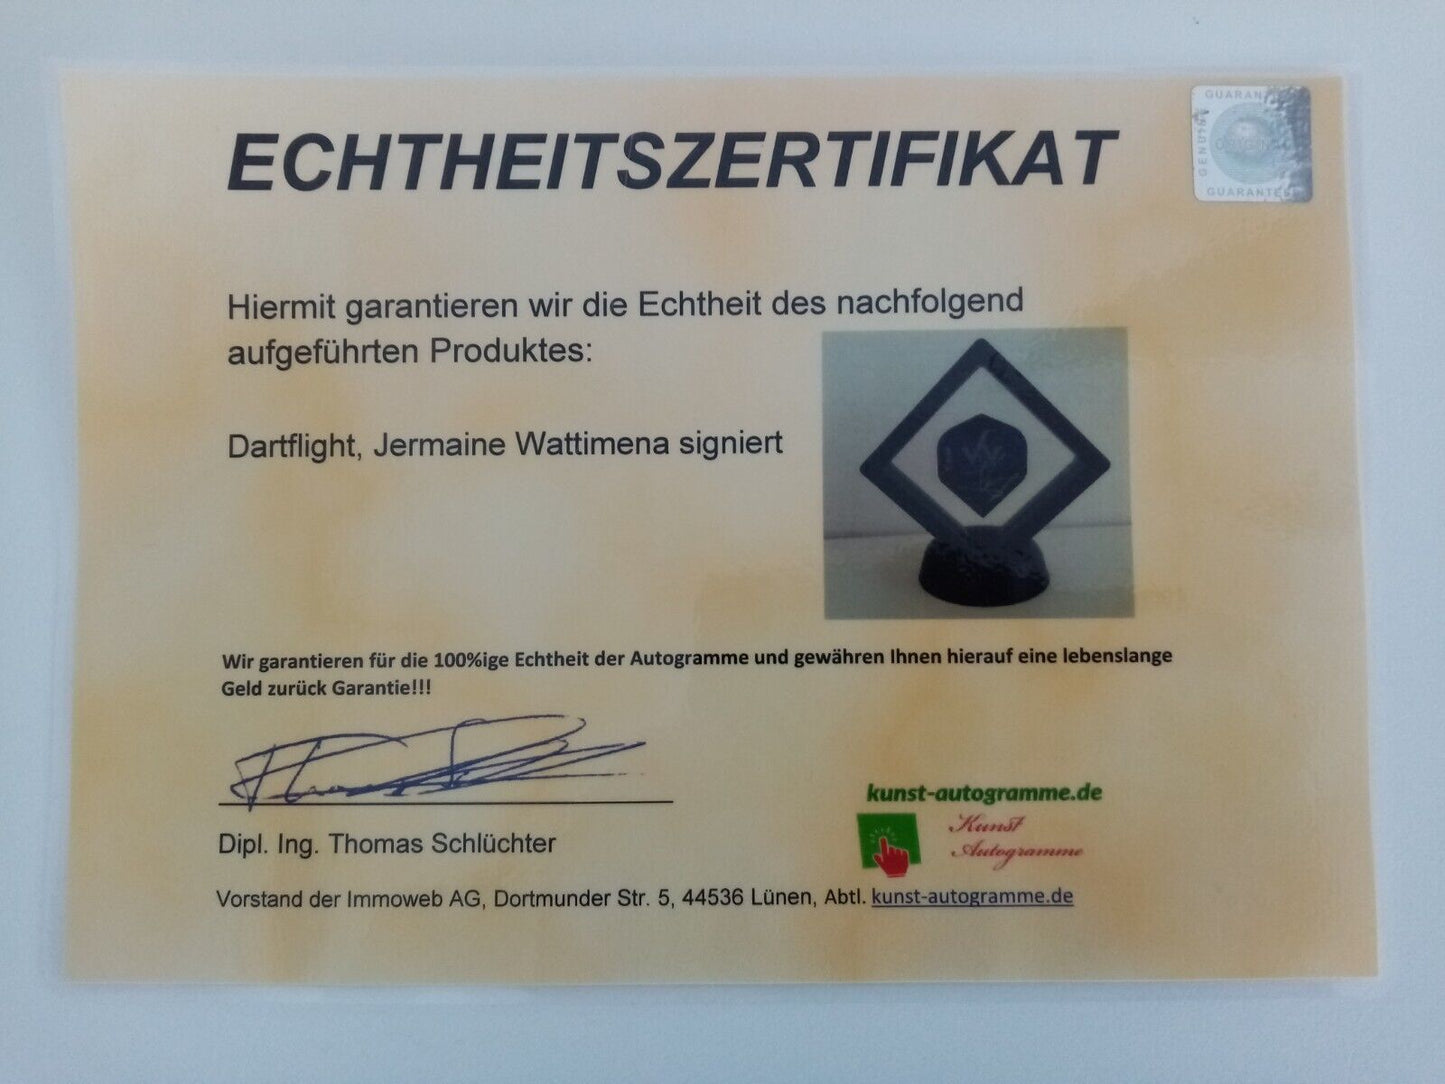 ECHTHEITSZERTIFIKAT
GUARANTEE
GENUINE
GUARANTEE
Hiermit garantieren wir die Echtheit des nachfolgend
aufgeführten Produktes:
Dartflight, Jermaine Wattimena signiert
Wir garantieren für die 100%ige Echtheit der Autogramme und gewähren Ihnen hierauf eine lebenslange
Geld zurück Garantie!!!
Dipl. Ing. Thomas Schlüchter
kunst-autogramme.de
Kunst
Autogramme
Vorstand der Immoweb AG, Dortmunder Str. 5, 44536 Lünen, Abtl. kunst-autogramme.de